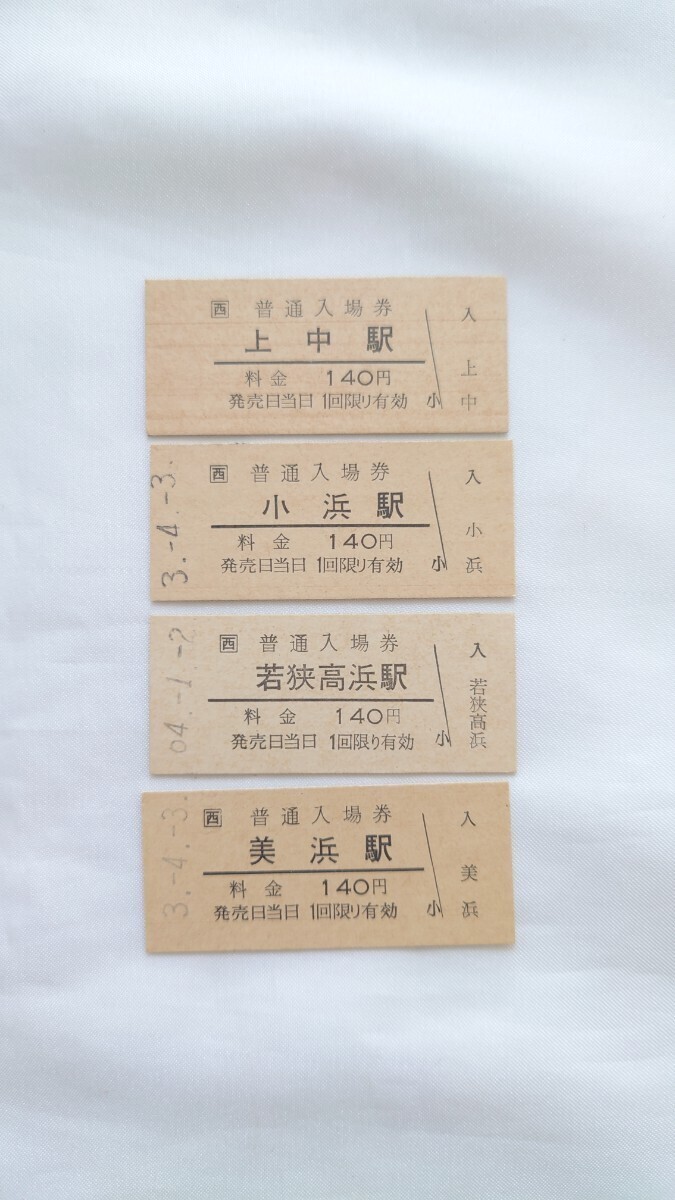 西 普通入場券
上中駅
料金 140円
発売日当日 1回限り有効 小
入
上中
3.-4.-3.
西 普通入場券
小浜駅
料金 140円
発売日当日 1回限り有効 小
入
小浜
04.-1.-2
西 普通入場券
若狭高浜駅
料金 140円
発売日当日 1回限り有効 小
入
若狭高浜
3.-4.-3.
西 普通入場券
美浜駅
料金 140円
発売日当日 1回限り有効 小
入
美浜